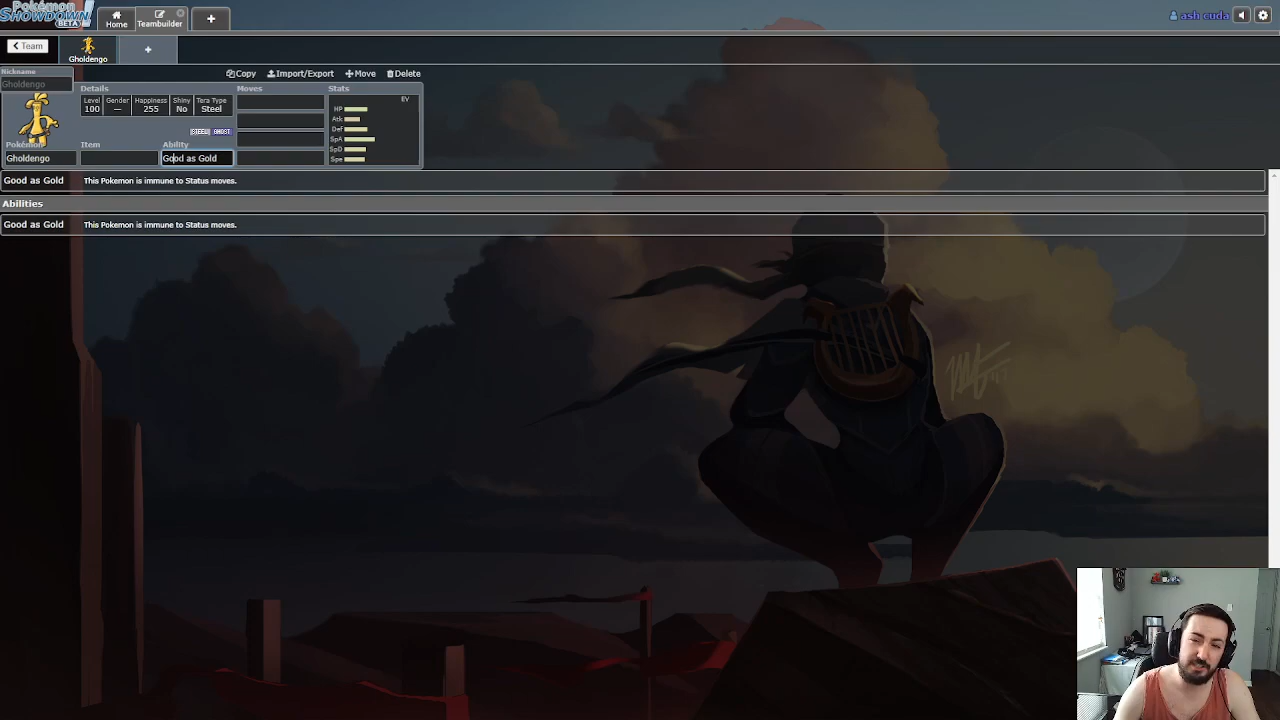 Pokémon
SHOWDOWN!
BETA
Home
Teambuilder
+
ash cuda
< Team
Gholdengo
+
Nickname
Gholdengo
Copy
Import/Export
Move
Delete
Details
Moves
Stats
Level
Gender
Happiness
Shiny
Tera Type
100
—
255
No
Steel
EV
HP
Atk
Def
SpA
SpD
Spe
STEEL
GHOST
Pokémon
Item
Ability
Gholdengo
Good as Gold
Good as Gold This Pokemon is immune to Status moves.
Abilities
Good as Gold This Pokemon is immune to Status moves.